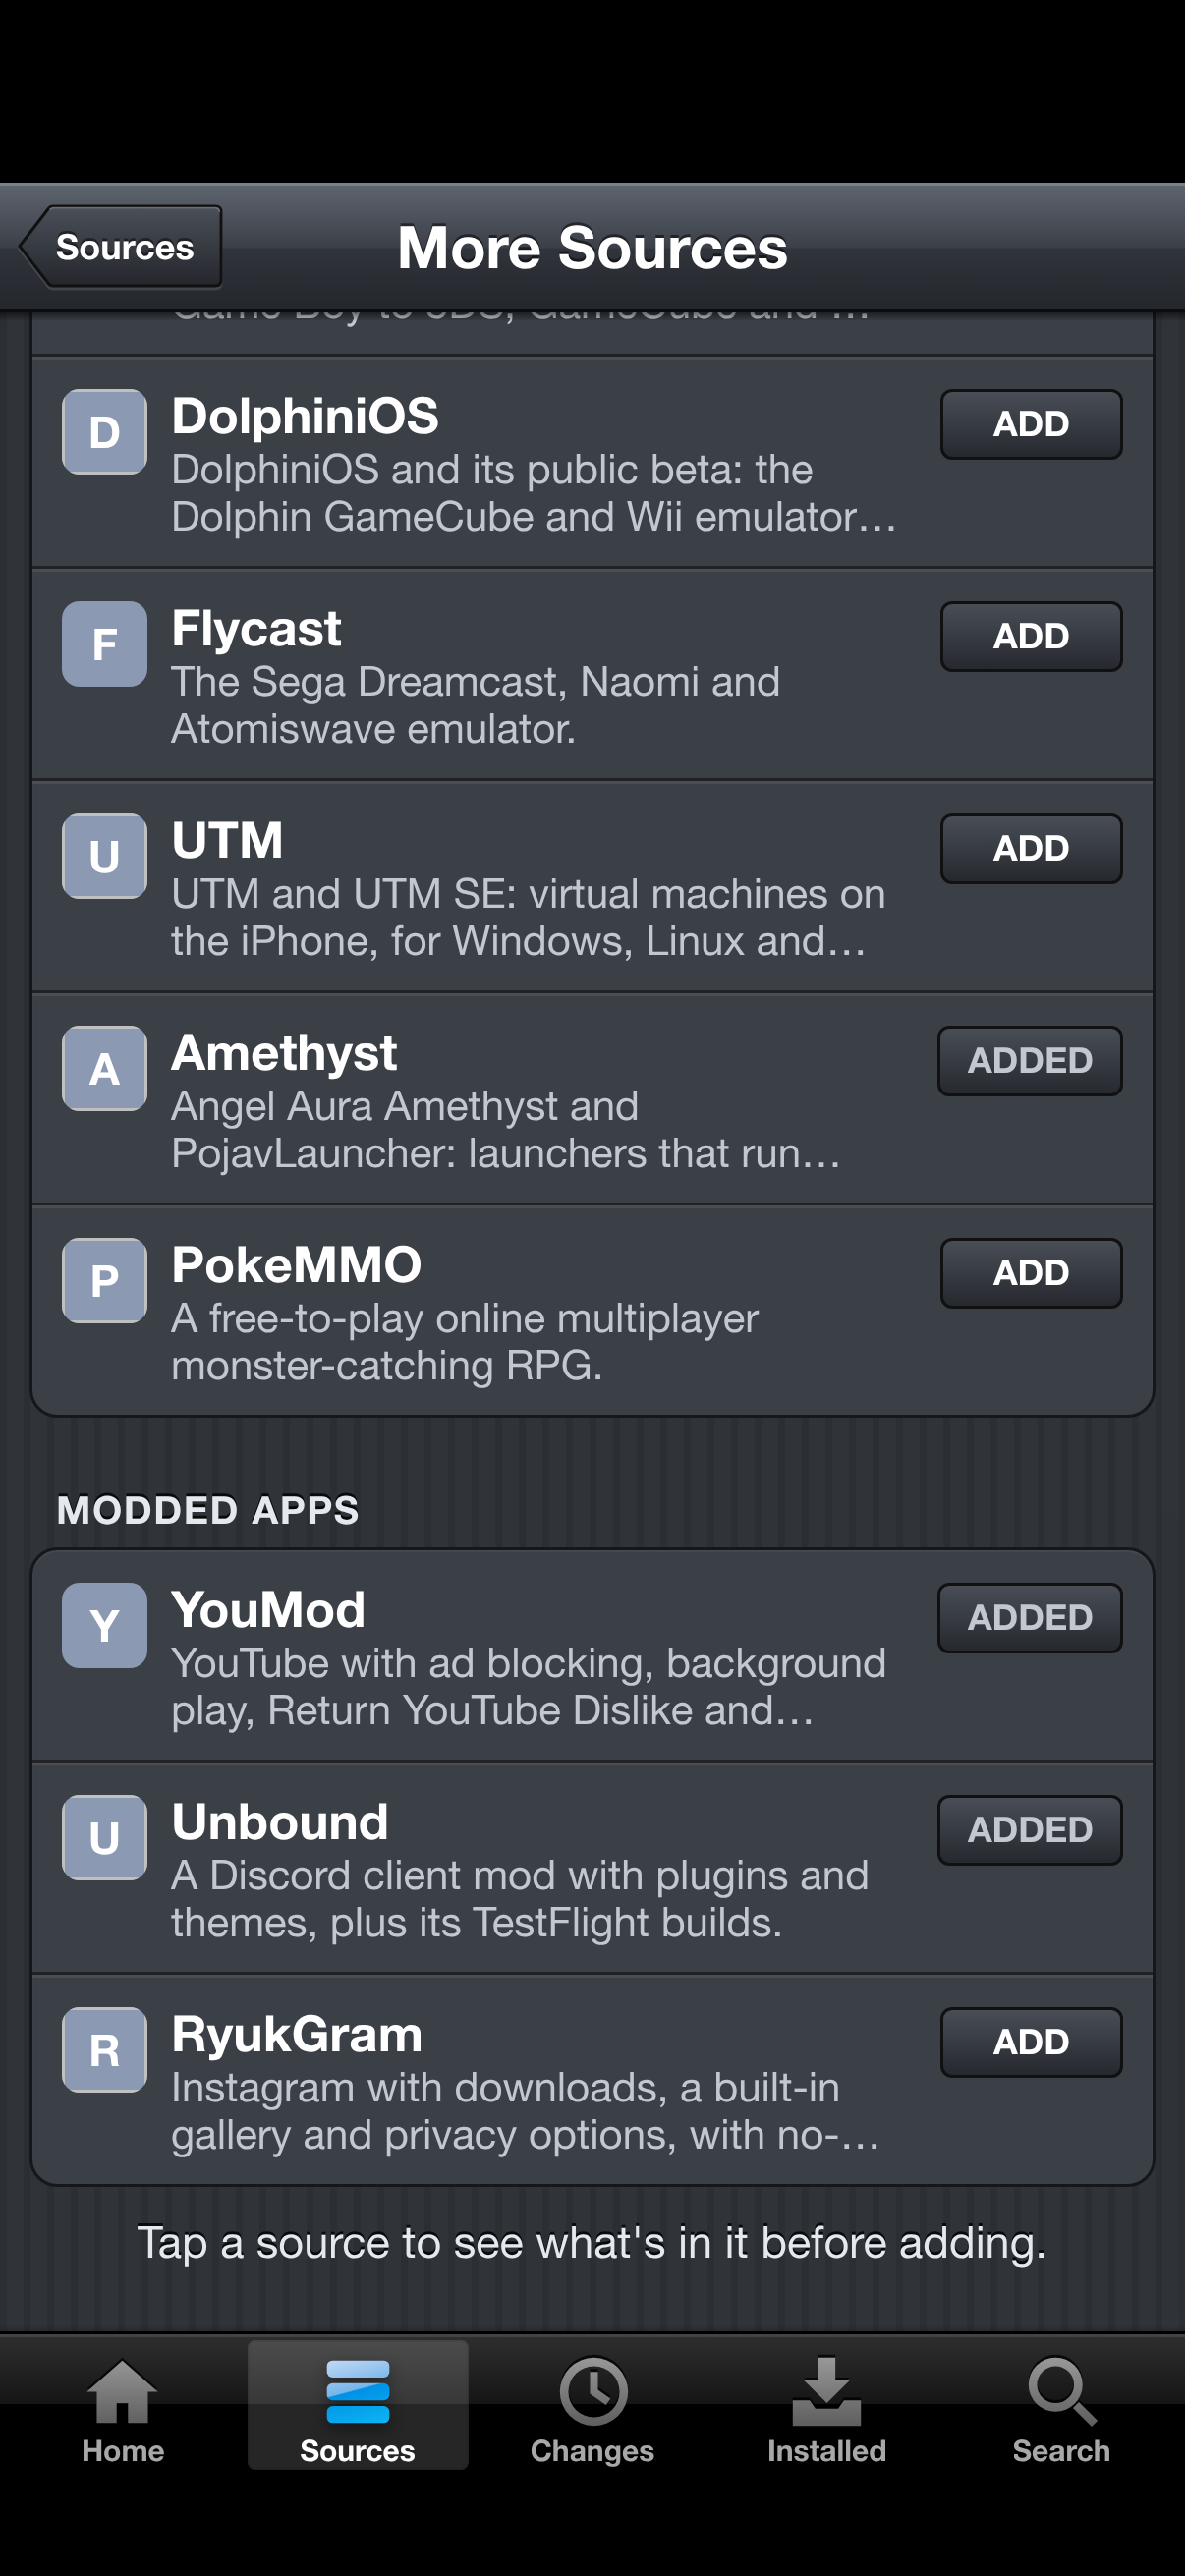 Sources
More Sources
Game Boy to 3DS, GameCube and …
D
DolphiniOS
ADD
DolphiniOS and its public beta: the
Dolphin GameCube and Wii emulator…
F
Flycast
ADD
The Sega Dreamcast, Naomi and
Atomiswave emulator.
U
UTM
ADD
UTM and UTM SE: virtual machines on
the iPhone, for Windows, Linux and…
A
Amethyst
ADDED
Angel Aura Amethyst and
PojavLauncher: launchers that run…
P
PokeMMO
ADD
A free-to-play online multiplayer
monster-catching RPG.
MODDED APPS
Y
YouMod
ADDED
YouTube with ad blocking, background
play, Return YouTube Dislike and…
U
Unbound
ADDED
A Discord client mod with plugins and
themes, plus its TestFlight builds.
R
RyukGram
ADD
Instagram with downloads, a built-in
gallery and privacy options, with no-…
Tap a source to see what's in it before adding.
Home
Sources
Changes
Installed
Search